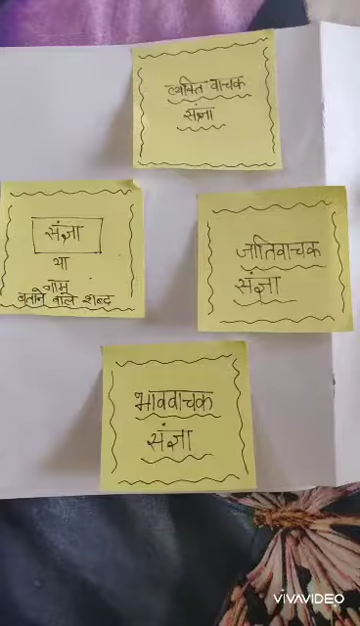 व्यक्ति वाचक
संज्ञा
संज्ञा
या
नाम
बताने वाले शब्द
जातिवाचक
संज्ञा
भाववाचक
संज्ञा
VIVAVIDEO